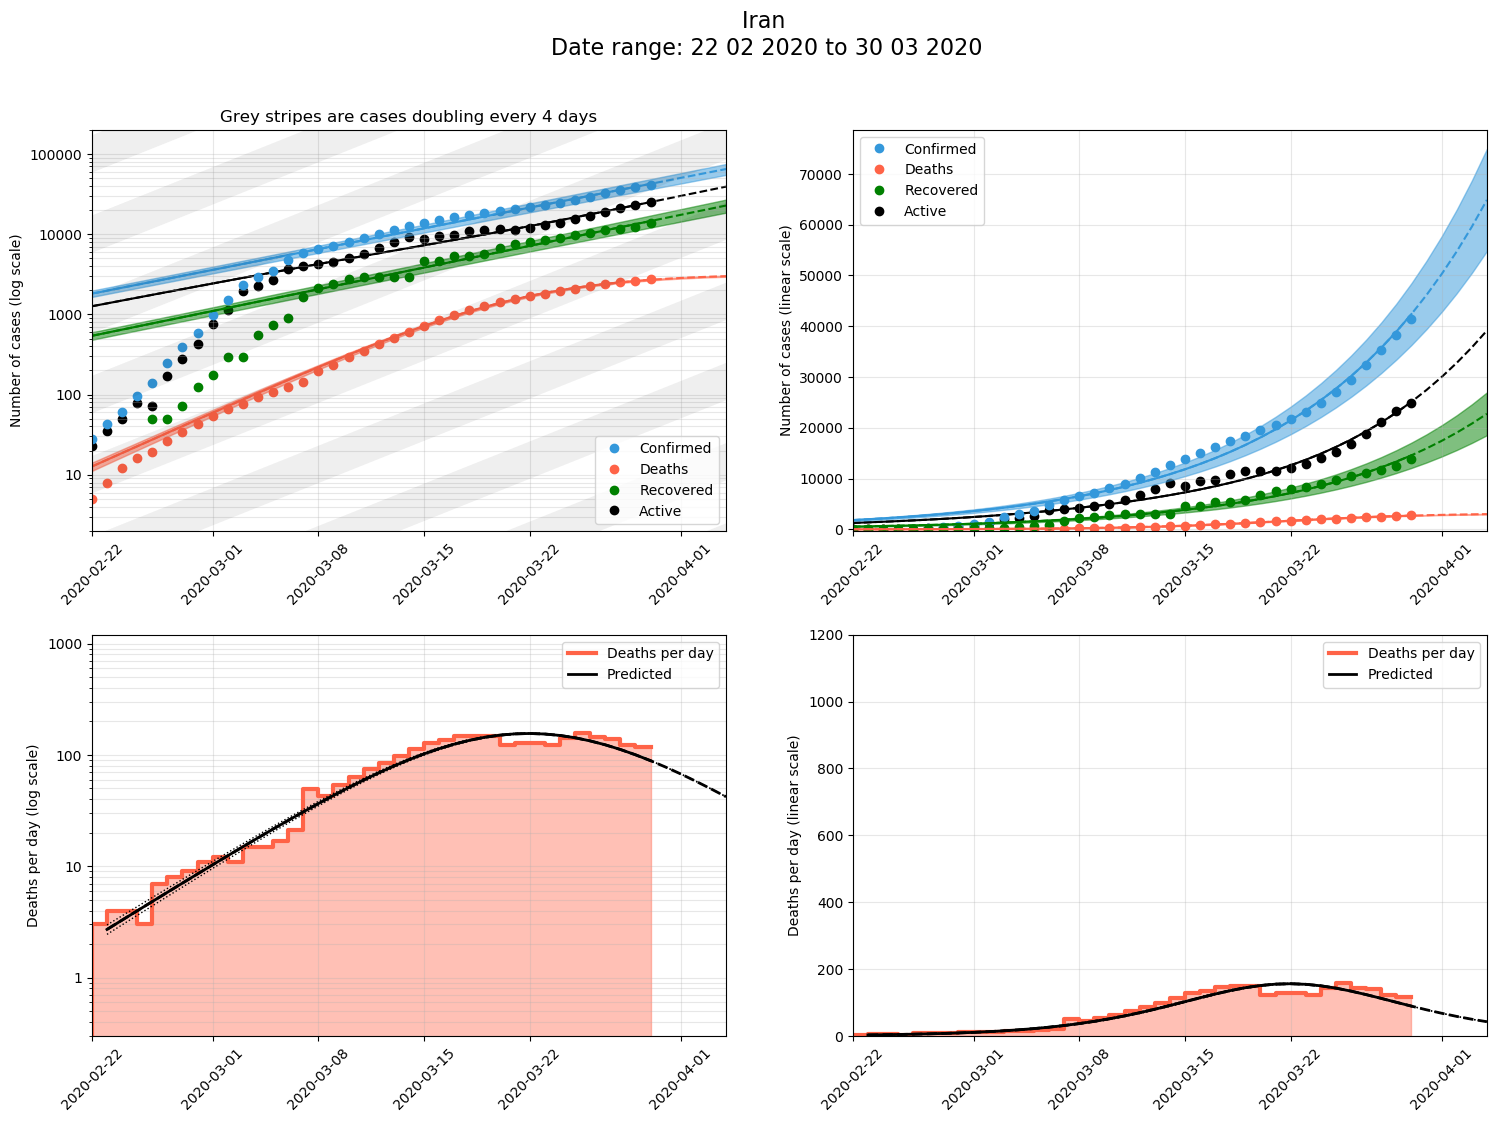 Iran
Date range: 22 02 2020 to 30 03 2020
Grey stripes are cases doubling every 4 days
Number of cases (log scale)
100000
10000
1000
100
10
Confirmed
Deaths
Recovered
Active
2020-02-22
2020-03-01
2020-03-08
2020-03-15
2020-03-22
2020-04-01
Number of cases (linear scale)
70000
60000
50000
40000
30000
20000
10000
0
Confirmed
Deaths
Recovered
Active
2020-02-22
2020-03-01
2020-03-08
2020-03-15
2020-03-22
2020-04-01
Deaths per day (log scale)
1000
100
10
1
Deaths per day
Predicted
2020-02-22
2020-03-01
2020-03-08
2020-03-15
2020-03-22
2020-04-01
Deaths per day (linear scale)
1200
1000
800
600
400
200
0
Deaths per day
Predicted
2020-02-22
2020-03-01
2020-03-08
2020-03-15
2020-03-22
2020-04-01